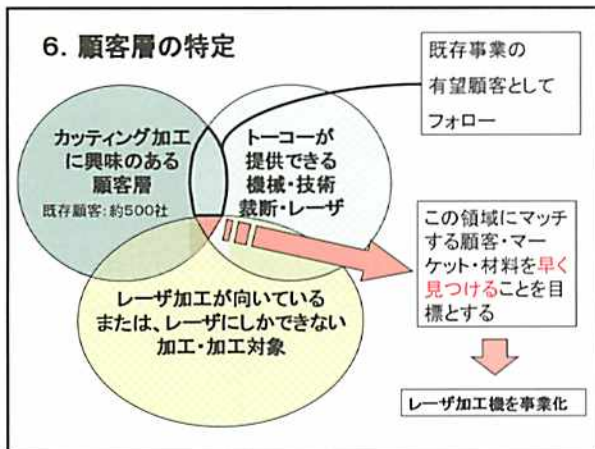 6. 顧客層の特定
既存事業の
有望顧客として
フォロー
カッティング加工
に興味のある
顧客層
既存顧客：約500社
トーコーが
提供できる
機械・技術
裁断・レーザ
この領域にマッチ
する顧客・マー
ケット・材料を早く
見つけることを目
標とする
レーザ加工が向いている
または、レーザにしかできない
加工・加工対象
レーザ加工機を事業化